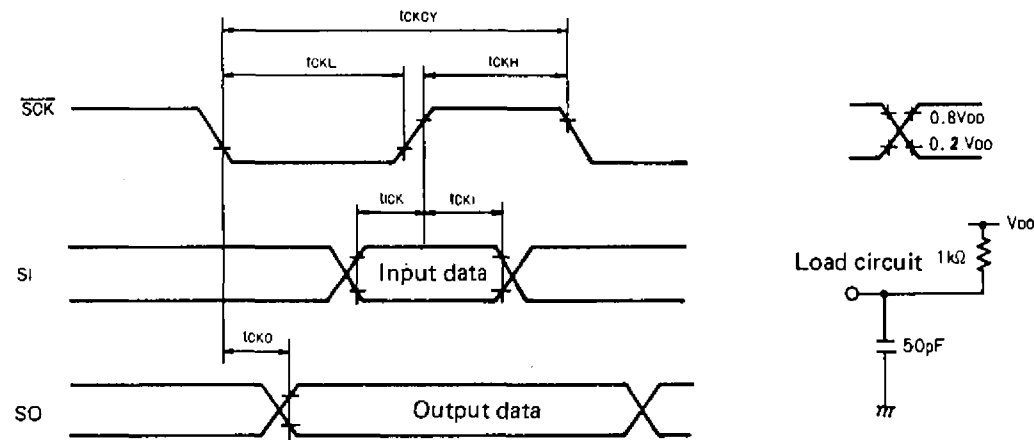 tCKCY
tCKL
tCKH
SCK
0.8VDD
0.2 VDD
tICK
tCKI
VDD
SI
Input data
Load circuit
1kΩ
tCKO
50pF
SO
Output data